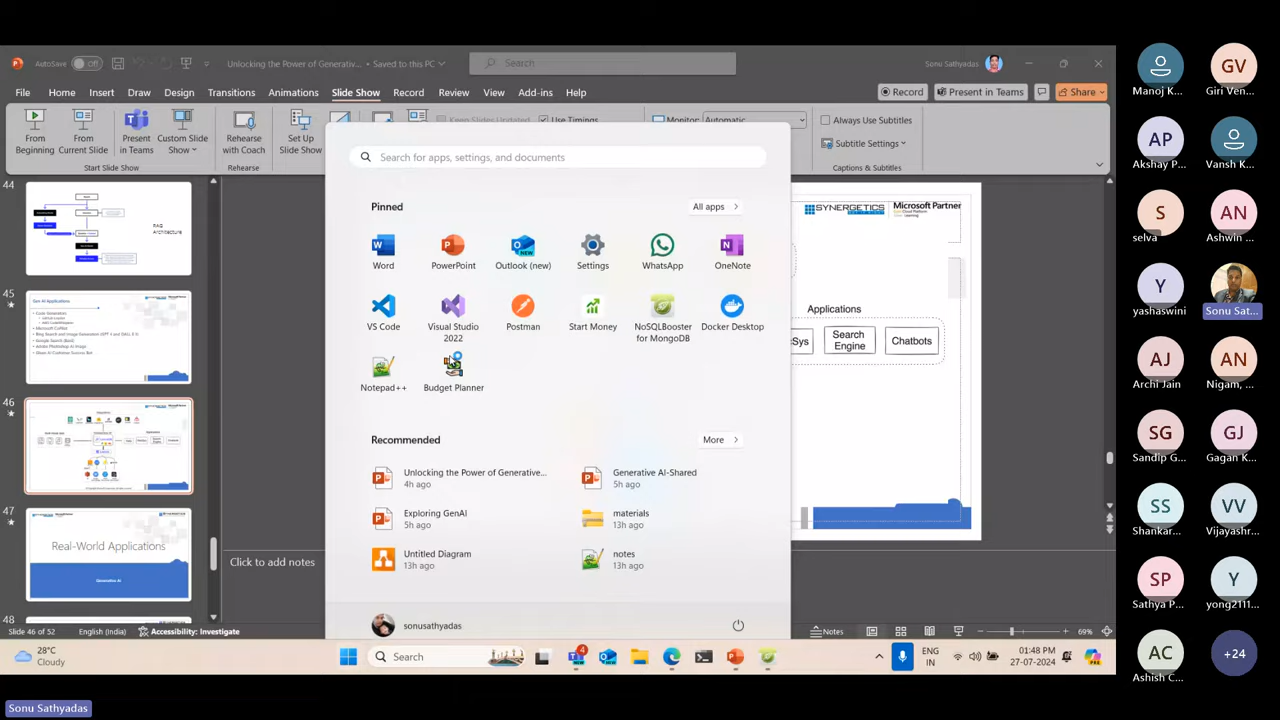 AutoSave
Off
Unlocking the Power of Generativ...
• Saved to this PC
Search
Sonu Sathyadas
File
Home
Insert
Draw
Design
Transitions
Animations
Slide Show
Record
Review
View
Add-ins
Help
Record
Present in Teams
Share
From
Beginning
From
Current Slide
Present
in Teams
Custom Slide
Show
Start Slide Show
Rehearse
with Coach
Rehearse
Set Up
Slide Show
Keep Slides Updated
Use Timings
Monitor:
Automatic
Always Use Subtitles
Subtitle Settings
Captions & Subtitles
Search for apps, settings, and documents
Pinned
All apps
Word
PowerPoint
Outlook (new)
Settings
WhatsApp
OneNote
VS Code
Visual Studio
2022
Postman
Start Money
NoSQLBooster
for MongoDB
Docker Desktop
Notepad++
Budget Planner
Recommended
More
Unlocking the Power of Generative...
4h ago
Generative AI-Shared
5h ago
Exploring GenAI
5h ago
materials
13h ago
Untitled Diagram
13h ago
notes
13h ago
sonusathyadas
44
RAG
Architecture
45
Gen AI Applications
46
47
Real-World Applications
Generative AI
48
SYNERGETICS
Microsoft Partner
Applications
Sys
Search
Engine
Chatbots
Click to add notes
Slide 46 of 52
English (India)
Accessibility: Investigate
Notes
69%
28°C
Cloudy
Search
4
ENG
IN
01:48 PM
27-07-2024
Manoj K...
GV
Giri Ven...
AP
Akshay P...
Vansh K...
S
selva
AN
Ashwin ...
Y
yashaswini
Sonu Sat...
AJ
Archi Jain
AN
Nigam, ...
SG
Sandip G...
GJ
Gagan K...
SS
Shankar...
VV
Vijayashr...
SP
Sathya P...
Y
yong2111...
AC
Ashish C...
+24
Sonu Sathyadas